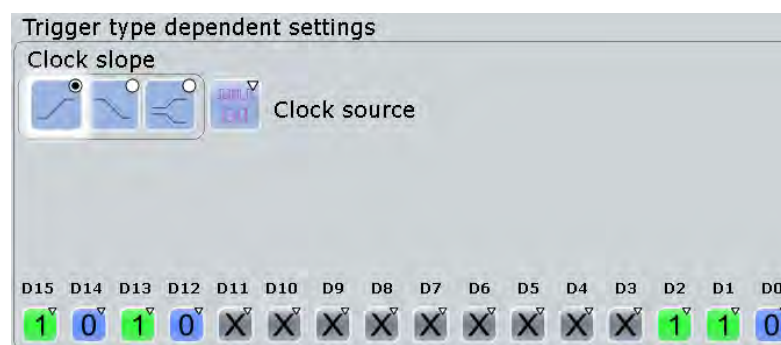 Trigger type dependent settings
Clock slope
Clock source
D15 D14 D13 D12 D11 D10 D9 D8 D7 D6 D5 D4 D3 D2 D1 D0
1 0 1 0 X X X X X X X X X 1 1 0